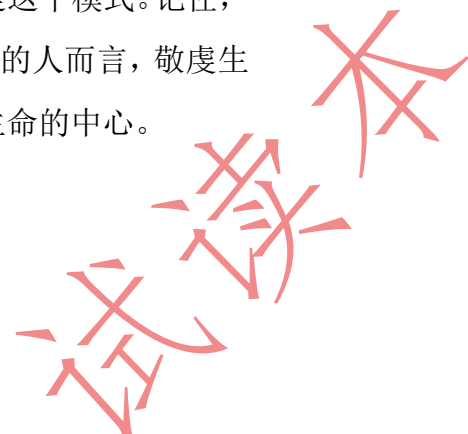 这个模式。记住，
的人而言，敬虔生
命的中心。
试读本